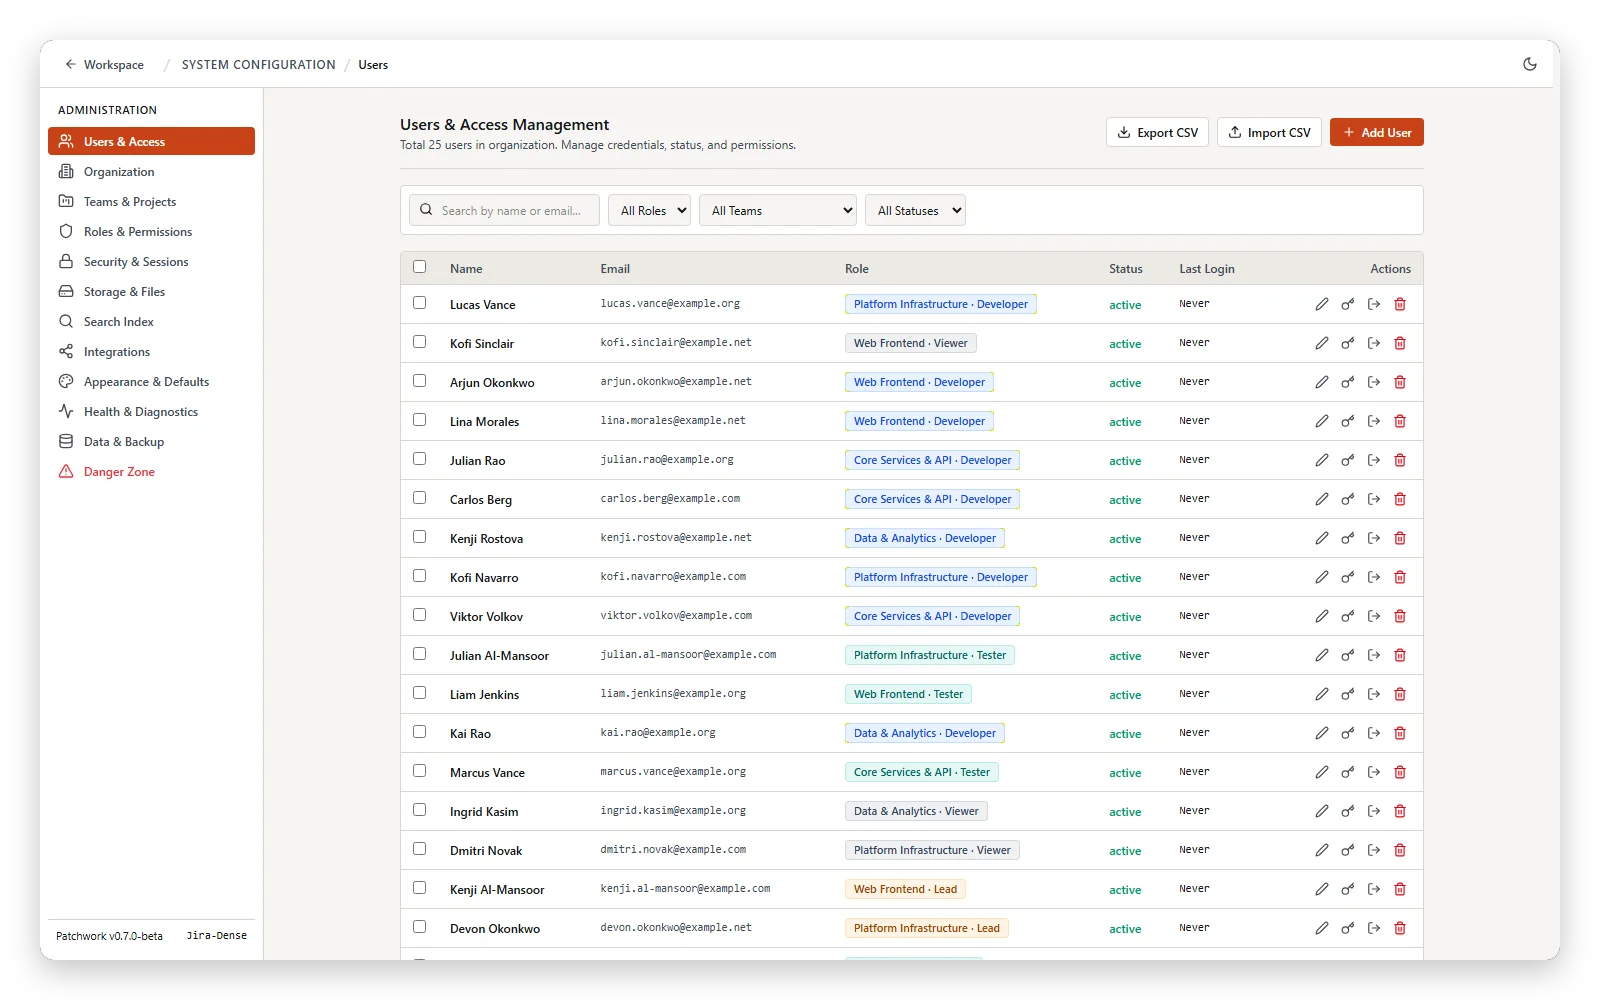 Workspace / SYSTEM CONFIGURATION / Users
ADMINISTRATION
Users & Access
Organization
Teams & Projects
Roles & Permissions
Security & Sessions
Storage & Files
Search Index
Integrations
Appearance & Defaults
Health & Diagnostics
Data & Backup
Danger Zone
Patchwork v0.7.0-beta Jira-Dense
Users & Access Management
Total 25 users in organization. Manage credentials, status, and permissions.
Export CSV Import CSV Add User
Search by name or email... All Roles All Teams All Statuses
Name Email Role Status Last Login Actions
Lucas Vance lucas.vance@example.org Platform Infrastructure · Developer active Never
Kofi Sinclair kofi.sinclair@example.net Web Frontend · Viewer active Never
Arjun Okonkwo arjun.okonkwo@example.net Web Frontend · Developer active Never
Lina Morales lina.morales@example.net Web Frontend · Developer active Never
Julian Rao julian.rao@example.org Core Services & API · Developer active Never
Carlos Berg carlos.berg@example.com Core Services & API · Developer active Never
Kenji Rostova kenji.rostova@example.net Data & Analytics · Developer active Never
Kofi Navarro kofi.navarro@example.com Platform Infrastructure · Developer active Never
Viktor Volkov viktor.volkov@example.com Core Services & API · Developer active Never
Julian Al-Mansoor julian.al-mansoor@example.com Platform Infrastructure · Tester active Never
Liam Jenkins liam.jenkins@example.org Web Frontend · Tester active Never
Kai Rao kai.rao@example.org Data & Analytics · Developer active Never
Marcus Vance marcus.vance@example.org Core Services & API · Tester active Never
Ingrid Kasim ingrid.kasim@example.org Data & Analytics · Viewer active Never
Dmitri Novak dmitri.novak@example.com Platform Infrastructure · Viewer active Never
Kenji Al-Mansoor kenji.al-mansoor@example.com Web Frontend · Lead active Never
Devon Okonkwo devon.okonkwo@example.net Platform Infrastructure · Lead active Never